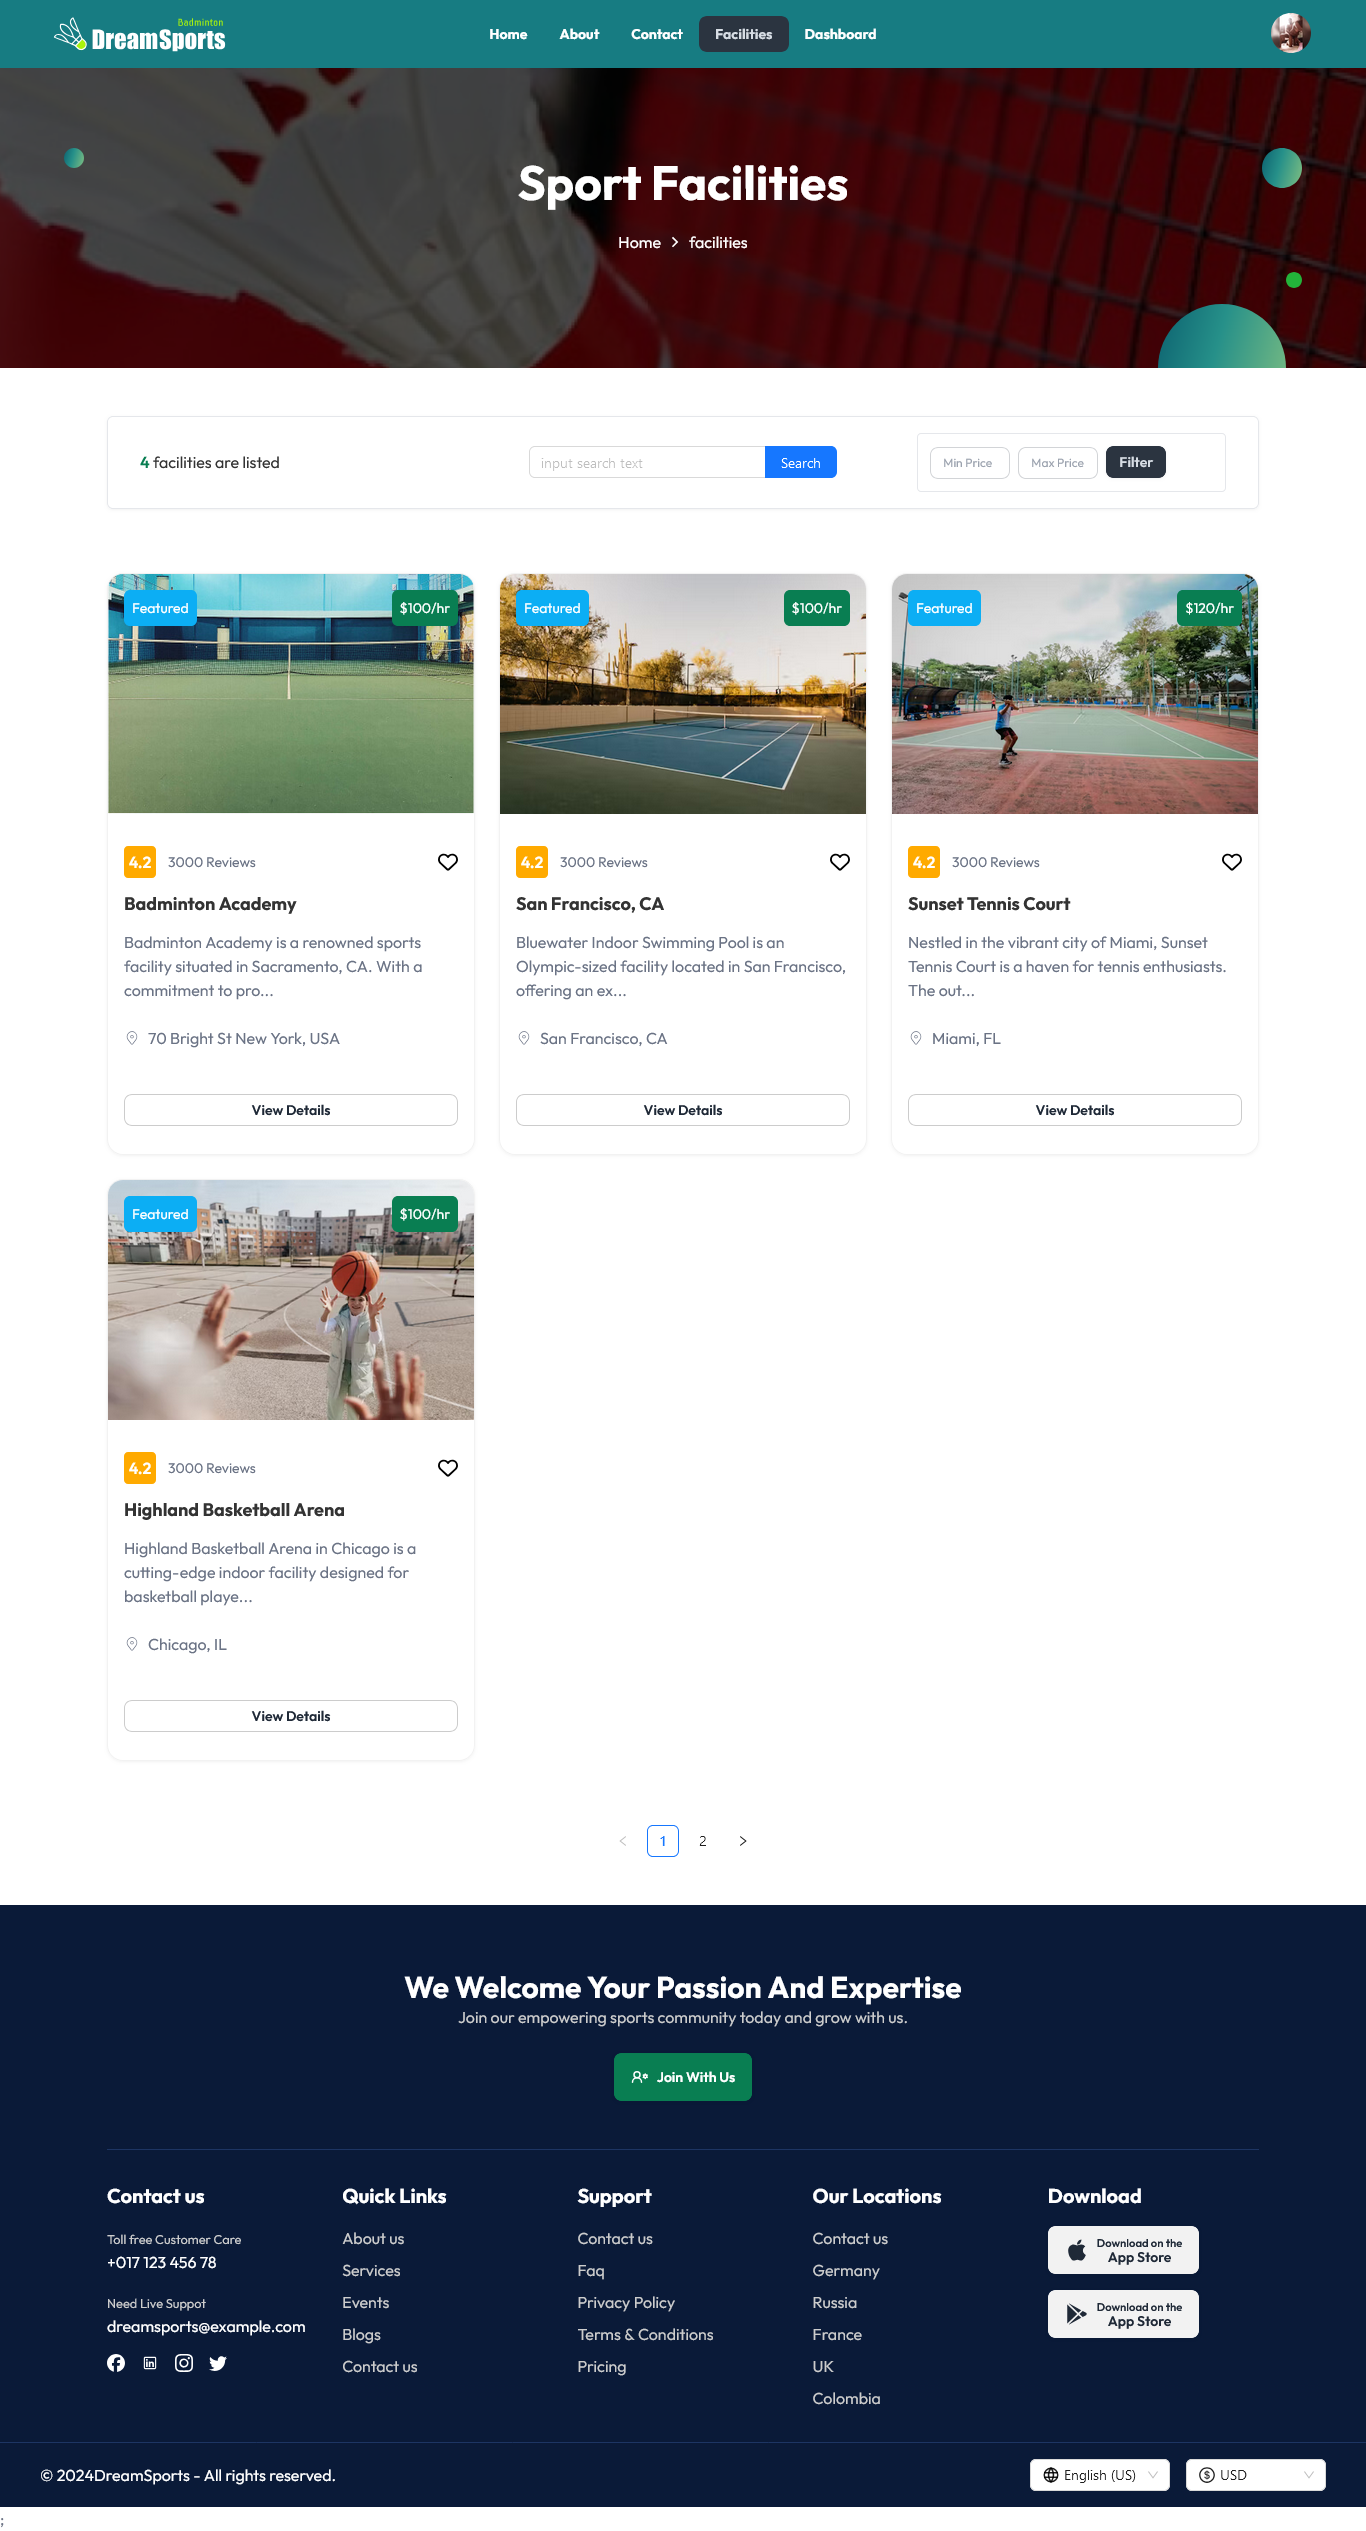 Badminton
DreamSports
Home
About
Contact
Facilities
Dashboard
Sport Facilities
Home > facilities
4 facilities are listed
input search text
Search
Min Price
Max Price
Filter
Featured
$100/hr
4.2
3000 Reviews
Badminton Academy
Badminton Academy is a renowned sports
facility situated in Sacramento, CA. With a
commitment to pro...
70 Bright St New York, USA
View Details
Featured
$100/hr
4.2
3000 Reviews
San Francisco, CA
Bluewater Indoor Swimming Pool is an
Olympic-sized facility located in San Francisco,
offering an ex...
San Francisco, CA
View Details
Featured
$120/hr
4.2
3000 Reviews
Sunset Tennis Court
Nestled in the vibrant city of Miami, Sunset
Tennis Court is a haven for tennis enthusiasts.
The out...
Miami, FL
View Details
Featured
$100/hr
4.2
3000 Reviews
Highland Basketball Arena
Highland Basketball Arena in Chicago is a
cutting-edge indoor facility designed for
basketball playe...
Chicago, IL
View Details
< 1 2 >
We Welcome Your Passion And Expertise
Join our empowering sports community today and grow with us.
Join With Us
Contact us
Toll free Customer Care
+017 123 456 78
Need Live Suppot
dreamsports@example.com
Quick Links
About us
Services
Events
Blogs
Contact us
Support
Contact us
Faq
Privacy Policy
Terms & Conditions
Pricing
Our Locations
Contact us
Germany
Russia
France
UK
Colombia
Download
Download on the
App Store
Download on the
App Store
© 2024DreamSports - All rights reserved.
English (US)
USD
;